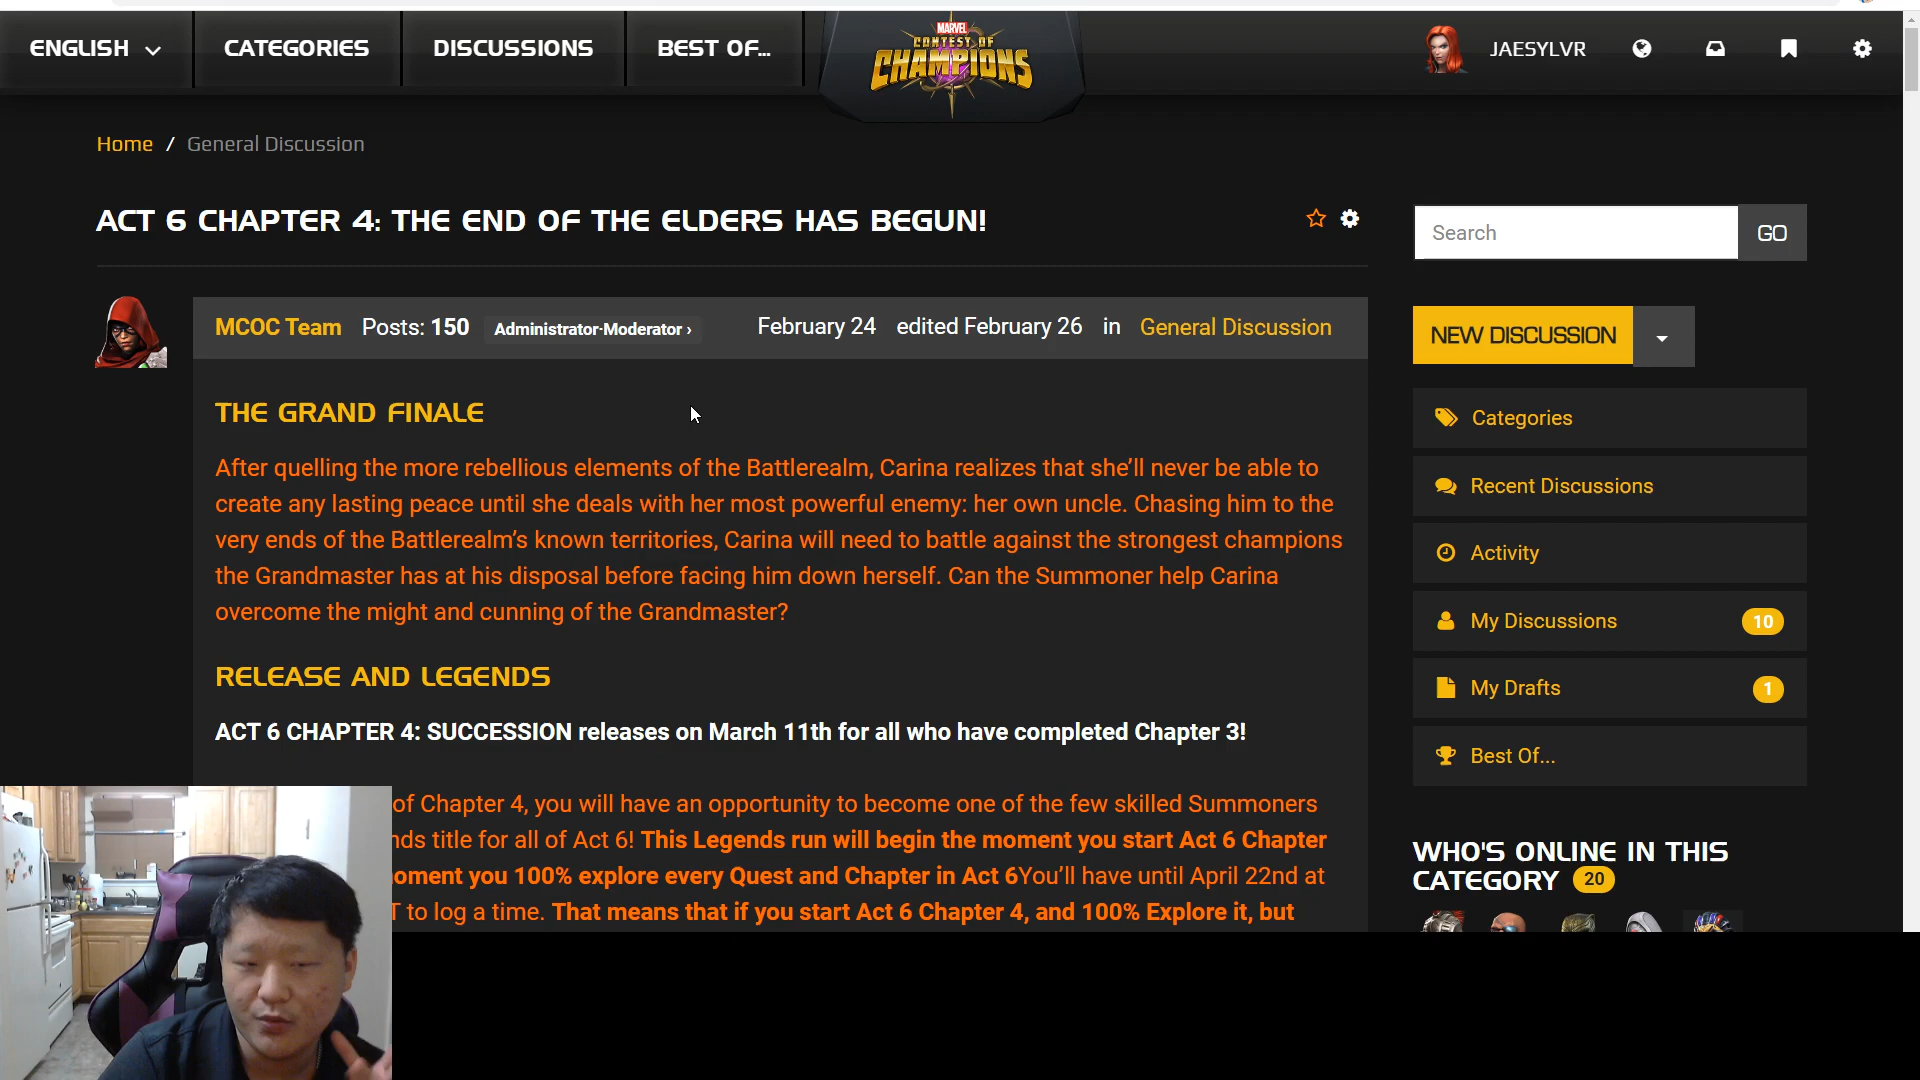 ENGLISH
CATEGORIES
DISCUSSIONS
BEST OF...
MARVEL
CONTEST OF
CHAMPIONS
JAESYLVR
Home / General Discussion
ACT 6 CHAPTER 4: THE END OF THE ELDERS HAS BEGUN!
Search
GO
MCOC Team Posts: 150 Administrator·Moderator › February 24 edited February 26 in General Discussion
NEW DISCUSSION
THE GRAND FINALE
After quelling the more rebellious elements of the Battlerealm, Carina realizes that she’ll never be able to
create any lasting peace until she deals with her most powerful enemy: her own uncle. Chasing him to the
very ends of the Battlerealm’s known territories, Carina will need to battle against the strongest champions
the Grandmaster has at his disposal before facing him down herself. Can the Summoner help Carina
overcome the might and cunning of the Grandmaster?
RELEASE AND LEGENDS
ACT 6 CHAPTER 4: SUCCESSION releases on March 11th for all who have completed Chapter 3!
of Chapter 4, you will have an opportunity to become one of the few skilled Summoners
nds title for all of Act 6! This Legends run will begin the moment you start Act 6 Chapter
oment you 100% explore every Quest and Chapter in Act 6You’ll have until April 22nd at
T to log a time. That means that if you start Act 6 Chapter 4, and 100% Explore it, but
Categories
Recent Discussions
Activity
My Discussions 10
My Drafts 1
Best Of...
WHO'S ONLINE IN THIS
CATEGORY 20